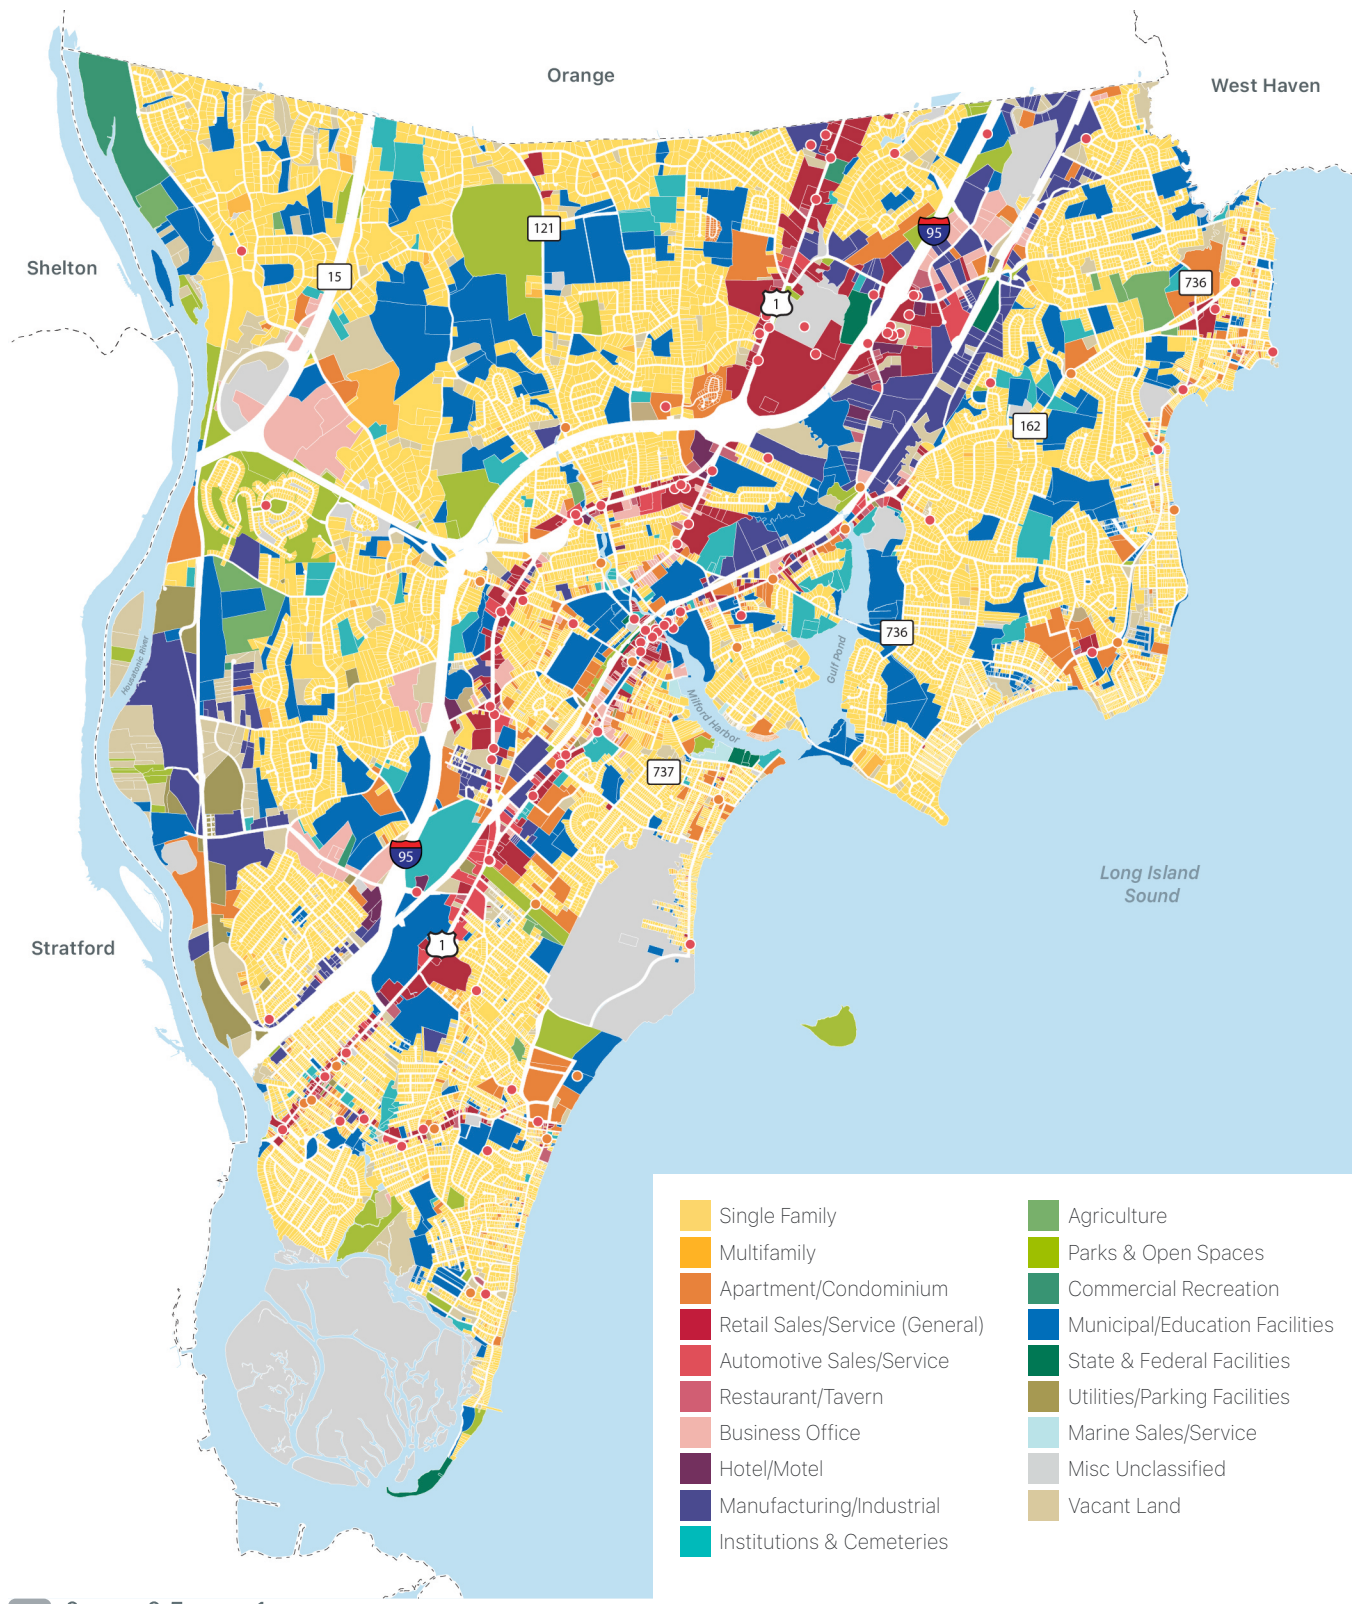 Orange
West Haven
121
95
15
Shelton
736
1
162
736
Housatonic River
Gulf Pond
Milford Harbor
737
95
Long Island
Sound
1
Stratford
Single Family
Multifamily
Apartment/Condominium
Retail Sales/Service (General)
Automotive Sales/Service
Restaurant/Tavern
Business Office
Hotel/Motel
Manufacturing/Industrial
Institutions & Cemeteries
Agriculture
Parks & Open Spaces
Commercial Recreation
Municipal/Education Facilities
State & Federal Facilities
Utilities/Parking Facilities
Marine Sales/Service
Misc Unclassified
Vacant Land